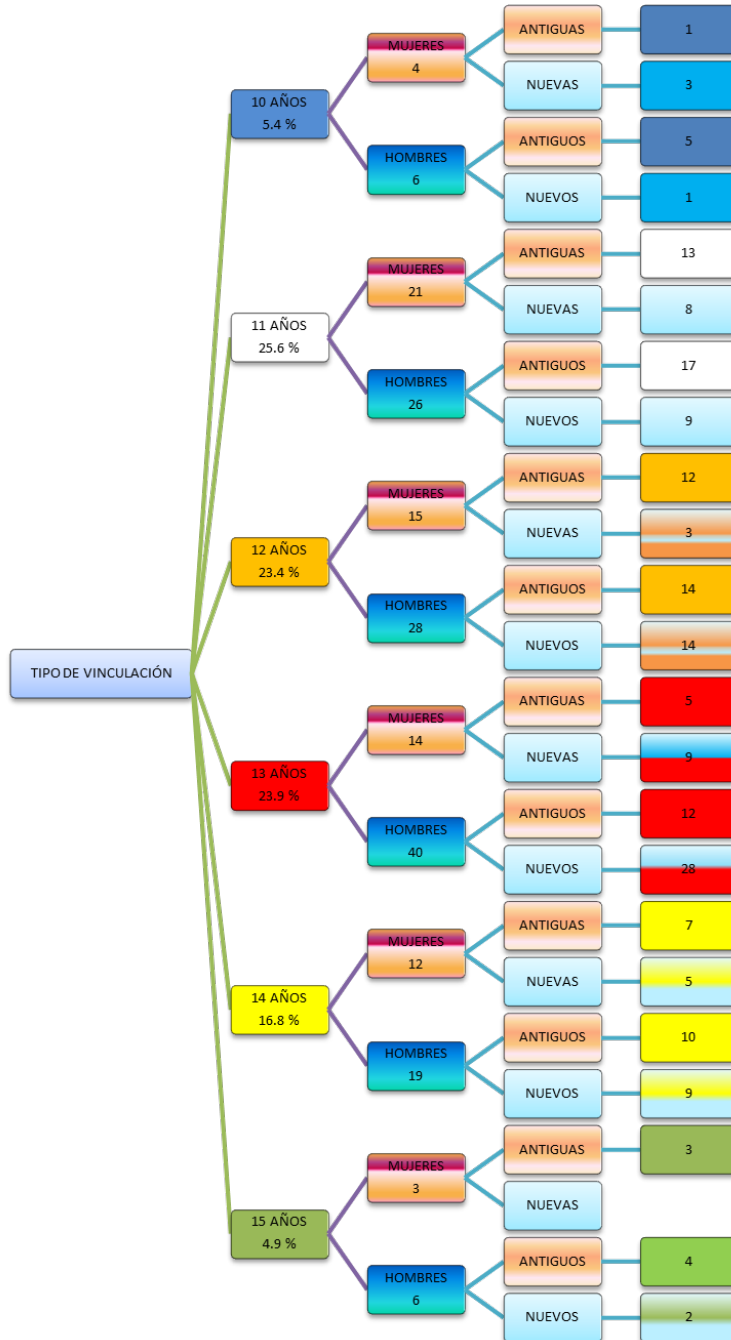 TIPO DE VINCULACIÓN
10 AÑOS
5.4 %
MUJERES
4
ANTIGUAS
1
NUEVAS
3
HOMBRES
6
ANTIGUOS
5
NUEVOS
1
11 AÑOS
25.6 %
MUJERES
21
ANTIGUAS
13
NUEVAS
8
HOMBRES
26
ANTIGUOS
17
NUEVOS
9
12 AÑOS
23.4 %
MUJERES
15
ANTIGUAS
12
NUEVAS
3
HOMBRES
28
ANTIGUOS
14
NUEVOS
14
13 AÑOS
23.9 %
MUJERES
14
ANTIGUAS
5
NUEVAS
9
HOMBRES
40
ANTIGUOS
12
NUEVOS
28
14 AÑOS
16.8 %
MUJERES
12
ANTIGUAS
7
NUEVAS
5
HOMBRES
19
ANTIGUOS
10
NUEVOS
9
15 AÑOS
4.9 %
MUJERES
3
ANTIGUAS
3
NUEVAS
HOMBRES
6
ANTIGUOS
4
NUEVOS
2